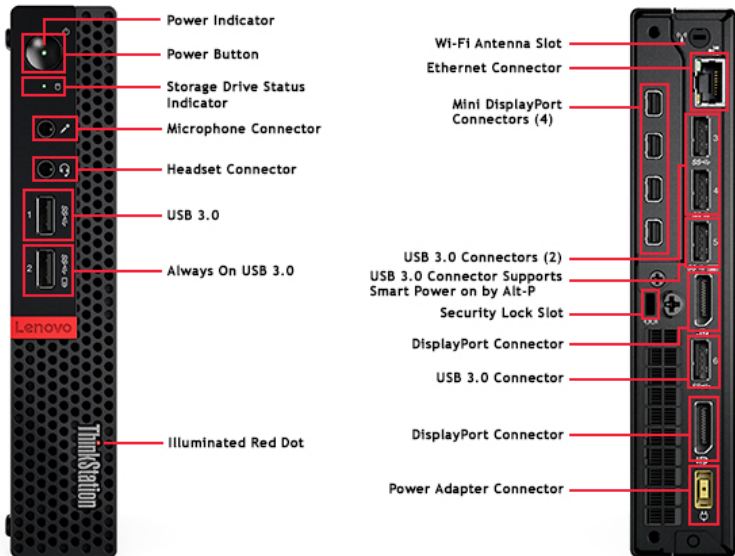 Power Indicator
Power Button
Storage Drive Status
Indicator
Microphone Connector
Headset Connector
1
USB 3.0
2
Always On USB 3.0
Lenovo
ThinkStation
Illuminated Red Dot
Wi-Fi Antenna Slot
Ethernet Connector
Mini DisplayPort
Connectors (4)
3
4
5
USB 3.0 Connectors (2)
USB 3.0 Connector Supports
Smart Power on by Alt-P
Security Lock Slot
DisplayPort Connector
6
USB 3.0 Connector
DisplayPort Connector
Power Adapter Connector